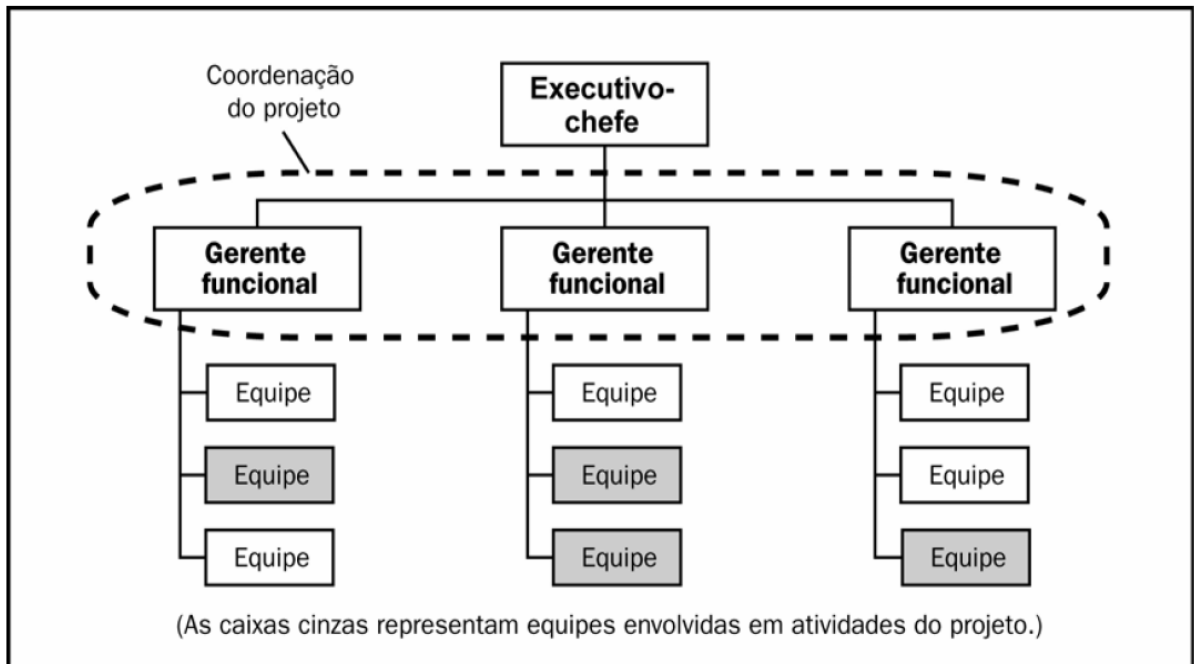 Coordenação
do projeto
Executivo-
chefe
Gerente
funcional
Gerente
funcional
Gerente
funcional
Equipe
Equipe
Equipe
Equipe
Equipe
Equipe
Equipe
Equipe
Equipe
(As caixas cinzas representam equipes envolvidas em atividades do projeto.)